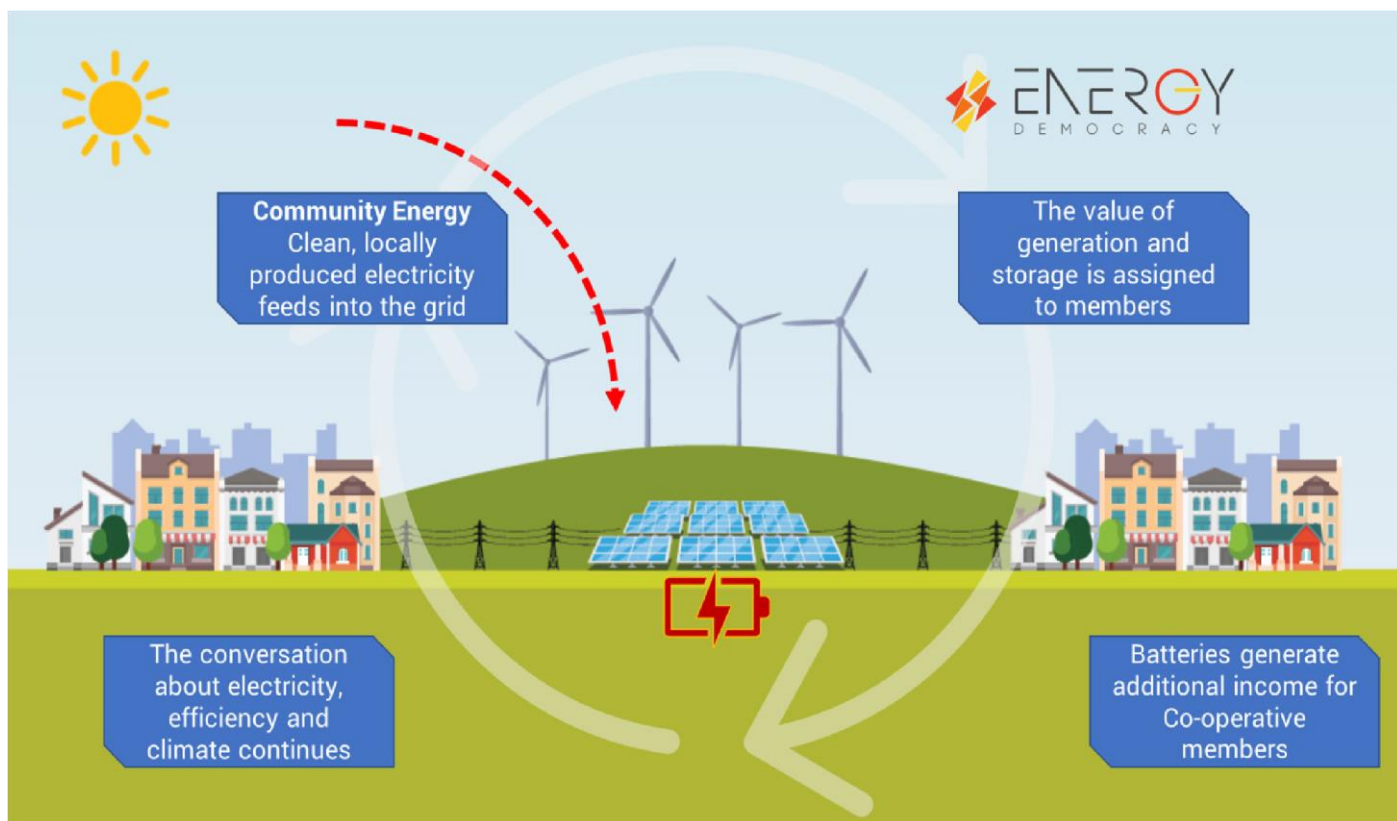 ENERGY
DEMOCRACY
Community Energy
Clean, locally
produced electricity
feeds into the grid
The value of
generation and
storage is assigned
to members
The conversation
about electricity,
efficiency and
climate continues
Batteries generate
additional income for
Co-operative
members